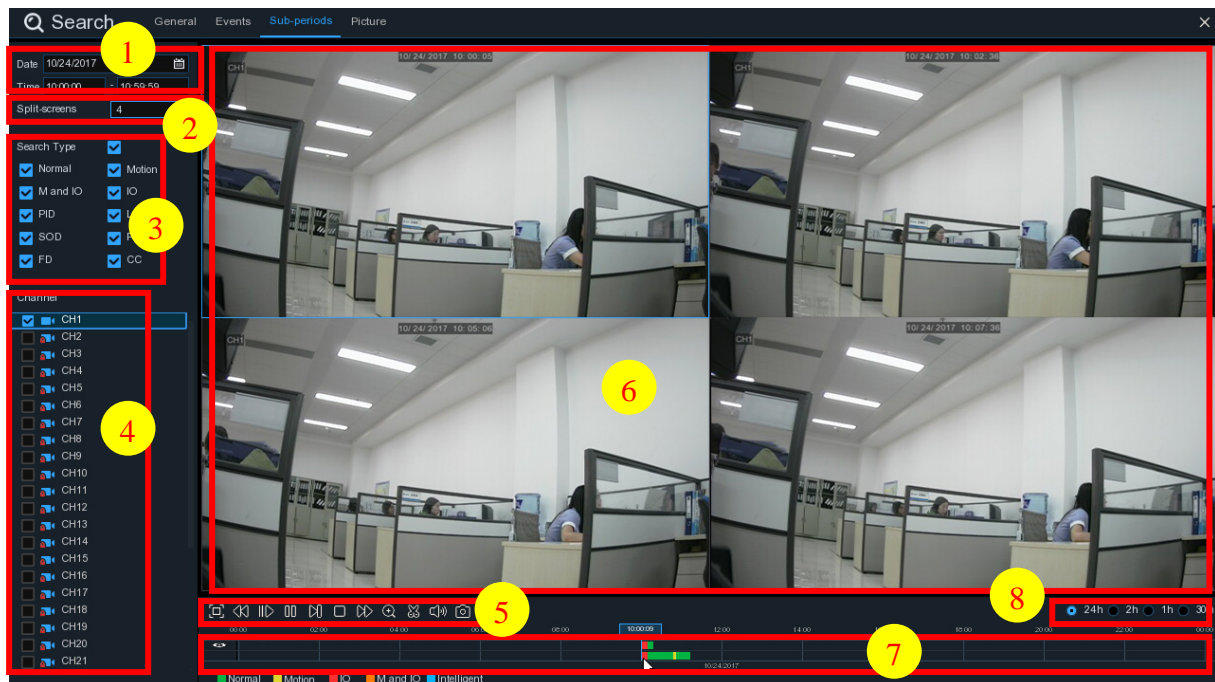 Search General Events Sub-periods Picture
1
Date 10/24/2017
Time 10:00:00 - 10:59:59
Split-screens 4
2
Search Type
Normal Motion
M and IO IO
PID
3
SOD
FD CC
Channel
CH1
CH2
CH3
CH4
CH5
CH6
CH7
4
CH8
CH9
CH10
CH11
CH12
CH13
CH14
CH15
CH16
CH17
CH18
CH19
CH20
CH21
10/24/2017 10:00:05
CH1
10/24/2017 10:02:36
CH1
10/24/2017 10:05:06
CH1
10/24/2017 10:07:36
CH1
6
5
8
24h 2h 1h 30m
00:00 02:00 04:00 06:00 08:00 10:00:09 12:00 14:00 16:00 18:00 20:00 22:00 00:00
7
10/24/2017
Normal Motion IO M and IO Intelligent